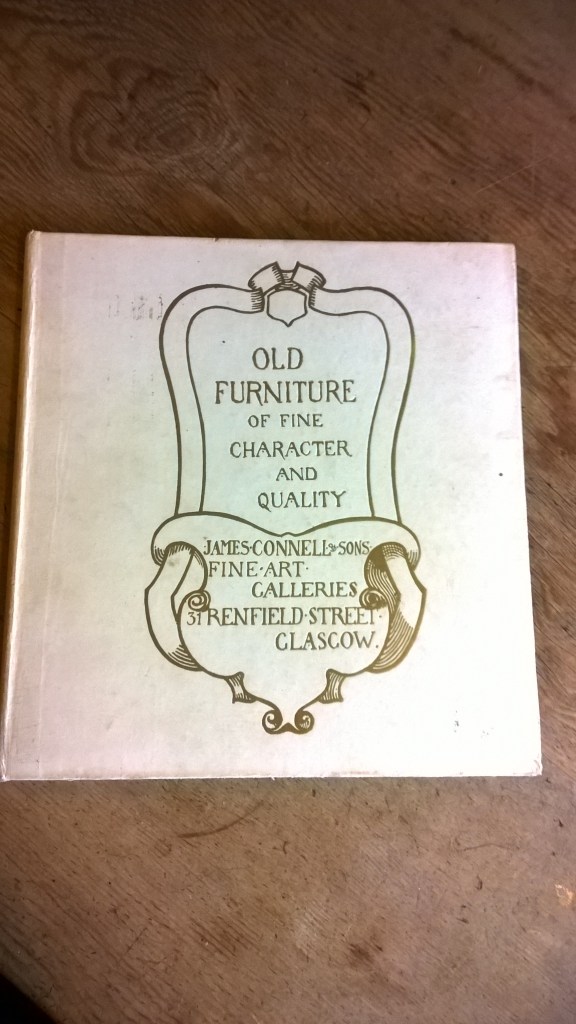 OLD
FURNITURE
OF FINE
CHARACTER
AND
QUALITY
JAMES·CONNELL & SONS·
FINE·ART·
GALLERIES
31 RENFIELD·STREET·
GLASGOW.